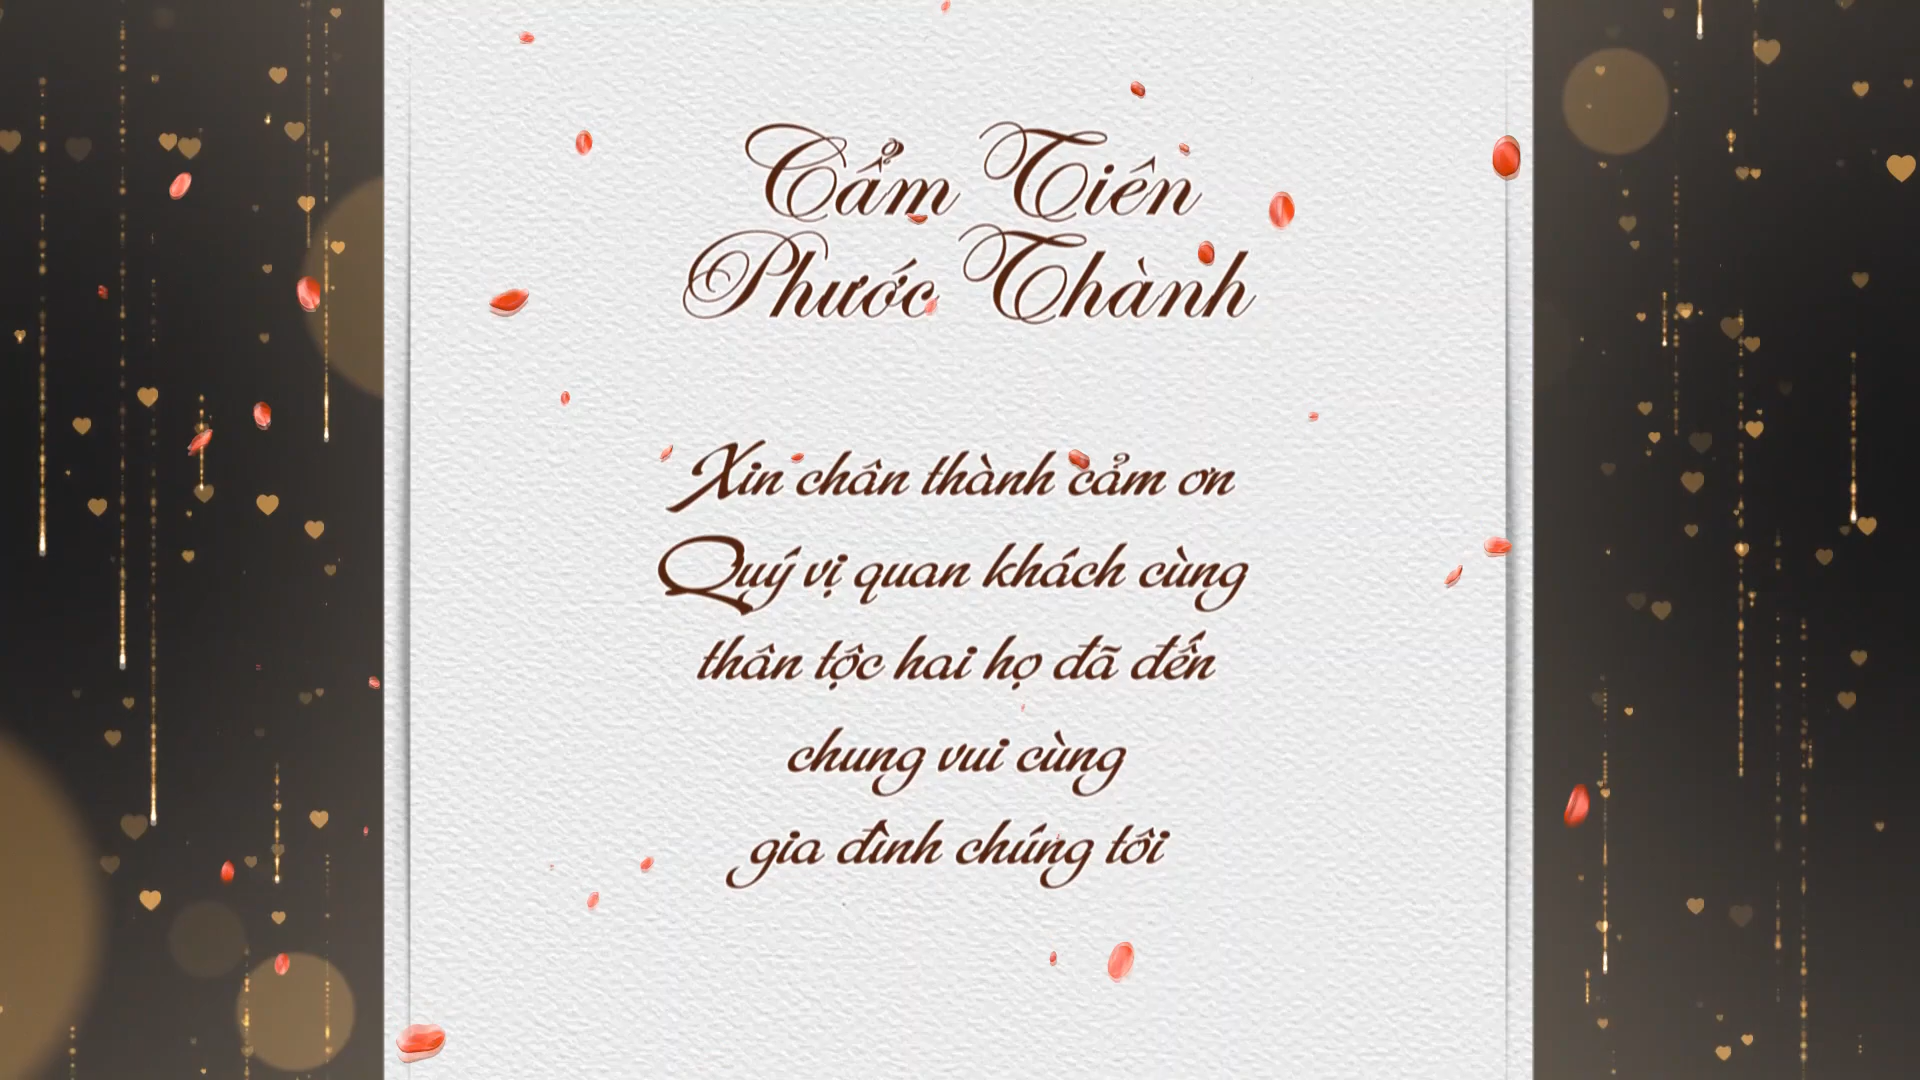 Cẩm Tiên
Phước Thành
Xin chân thành cảm ơn
Quý vị quan khách cùng
thân tộc hai họ đã đến
chung vui cùng
gia đình chúng tôi